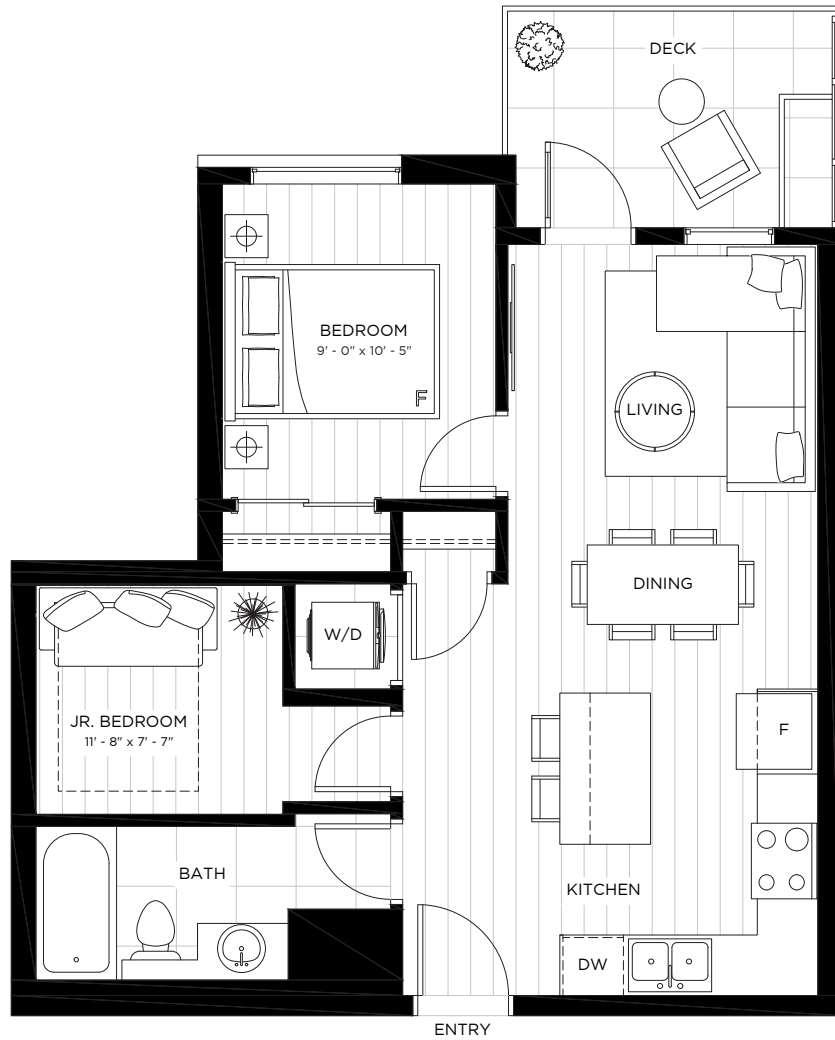 DECK
BEDROOM
9' - 0" x 10' - 5"
F
LIVING
DINING
W/D
JR. BEDROOM
11' - 8" x 7' - 7"
F
BATH
KITCHEN
DW
ENTRY